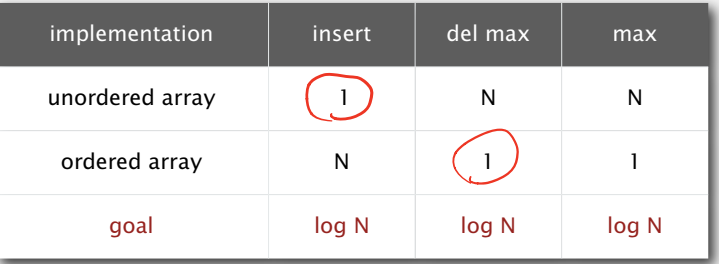 implementation insert del max max
unordered array 1 N N
ordered array N 1 1
goal log N log N log N